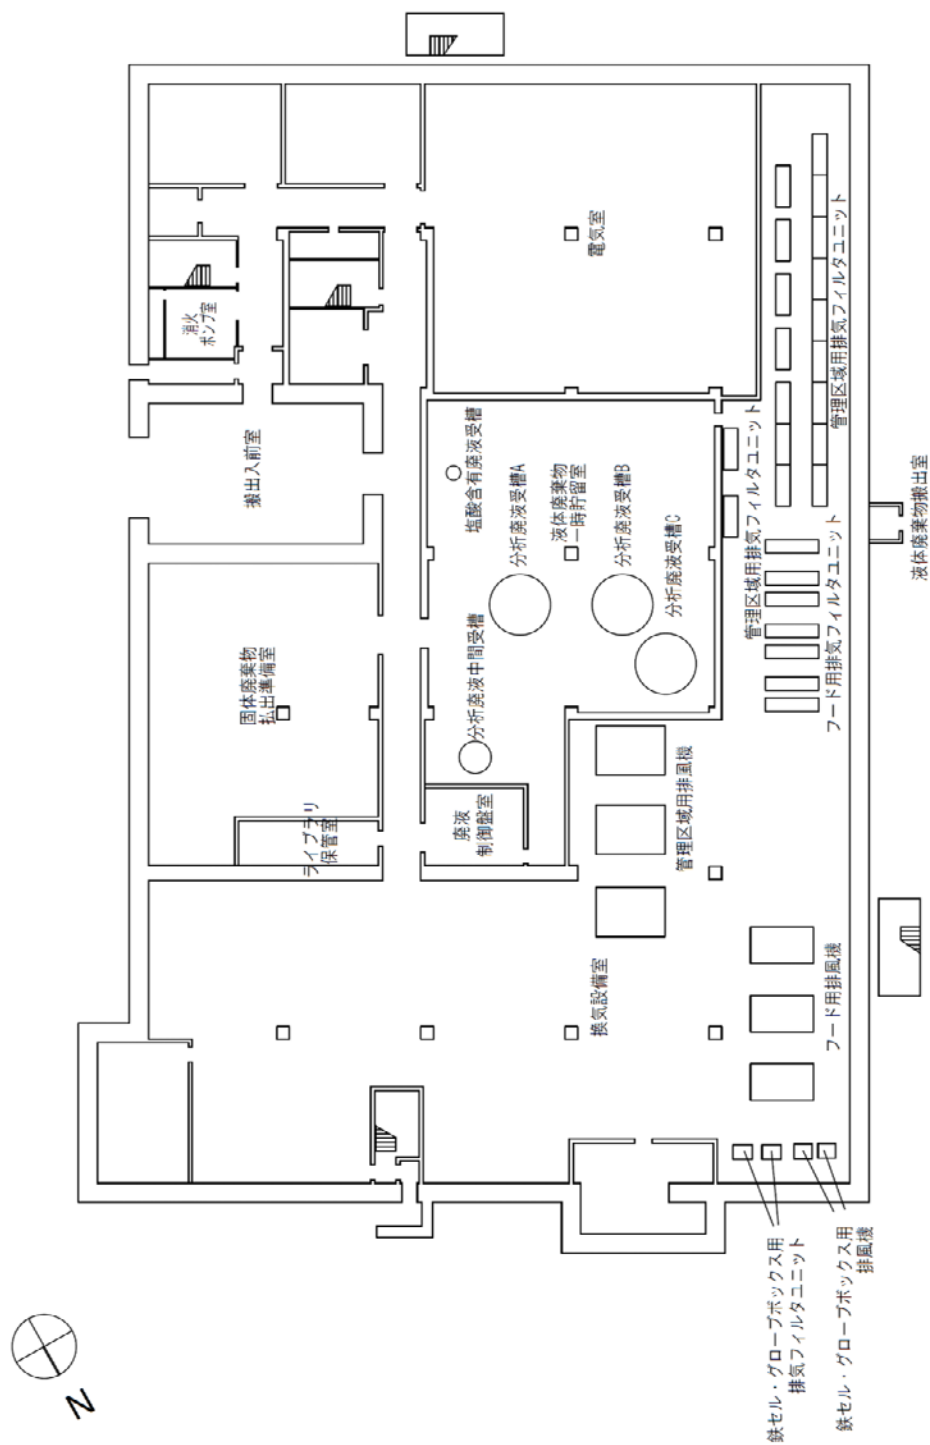 消火
ポンプ室
電気室
管理区域用排気フィルタユニット
搬出入前室
塩酸含有廃液受槽
分析廃液受槽A
液体廃棄物
一時貯留室
分析廃液受槽B
分析廃液受槽C
管理区域用排気フィルタユニット
フード用排気フィルタユニット
液体廃棄物搬出室
固体廃棄物
払出準備室
分析廃液中間受槽
ライブラリ
保管室
廃液
制御盤室
管理区域用排風機
換気設備室
フード用排風機
鉄セル・グローブボックス用
排気フィルタユニット
鉄セル・グローブボックス用
排風機
N